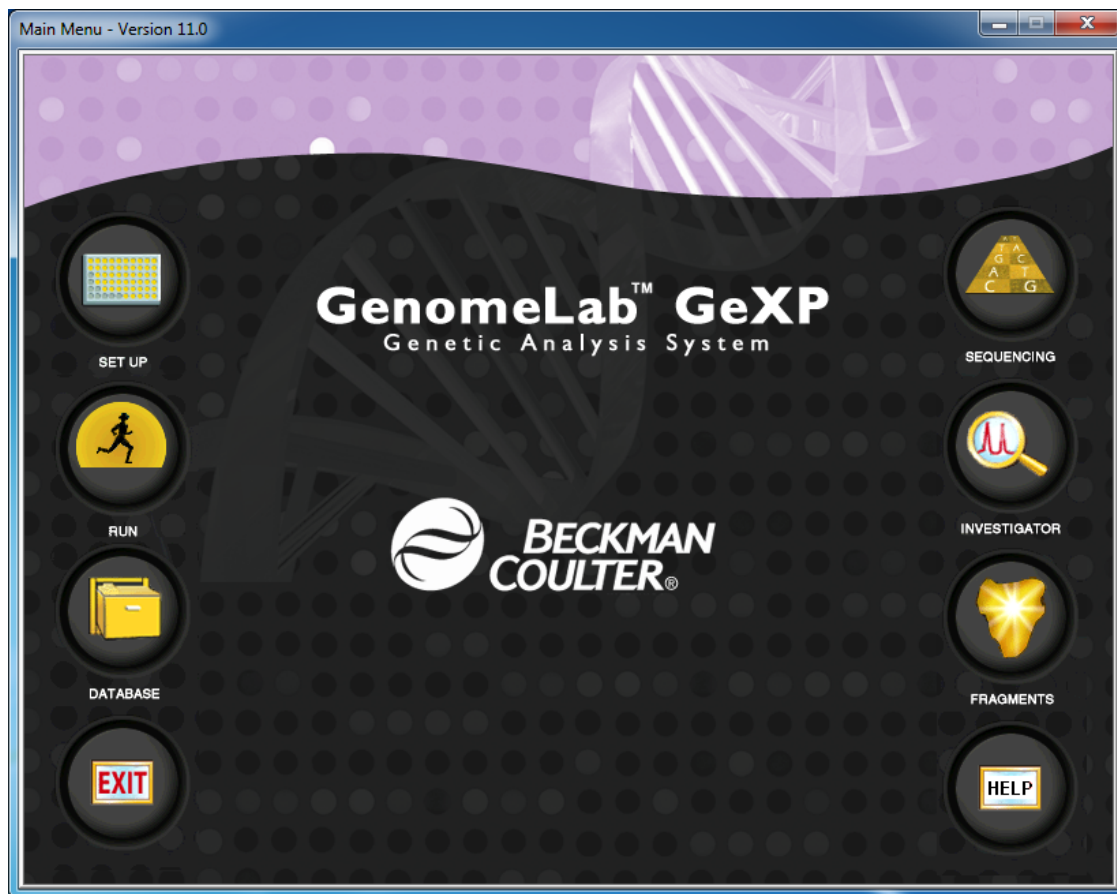 Main Menu - Version 11.0
GenomeLab™ GeXP
Genetic Analysis System
BECKMAN
COULTER®
SET UP
RUN
DATABASE
EXIT
T A
G C
A T
C G
SEQUENCING
INVESTIGATOR
FRAGMENTS
HELP